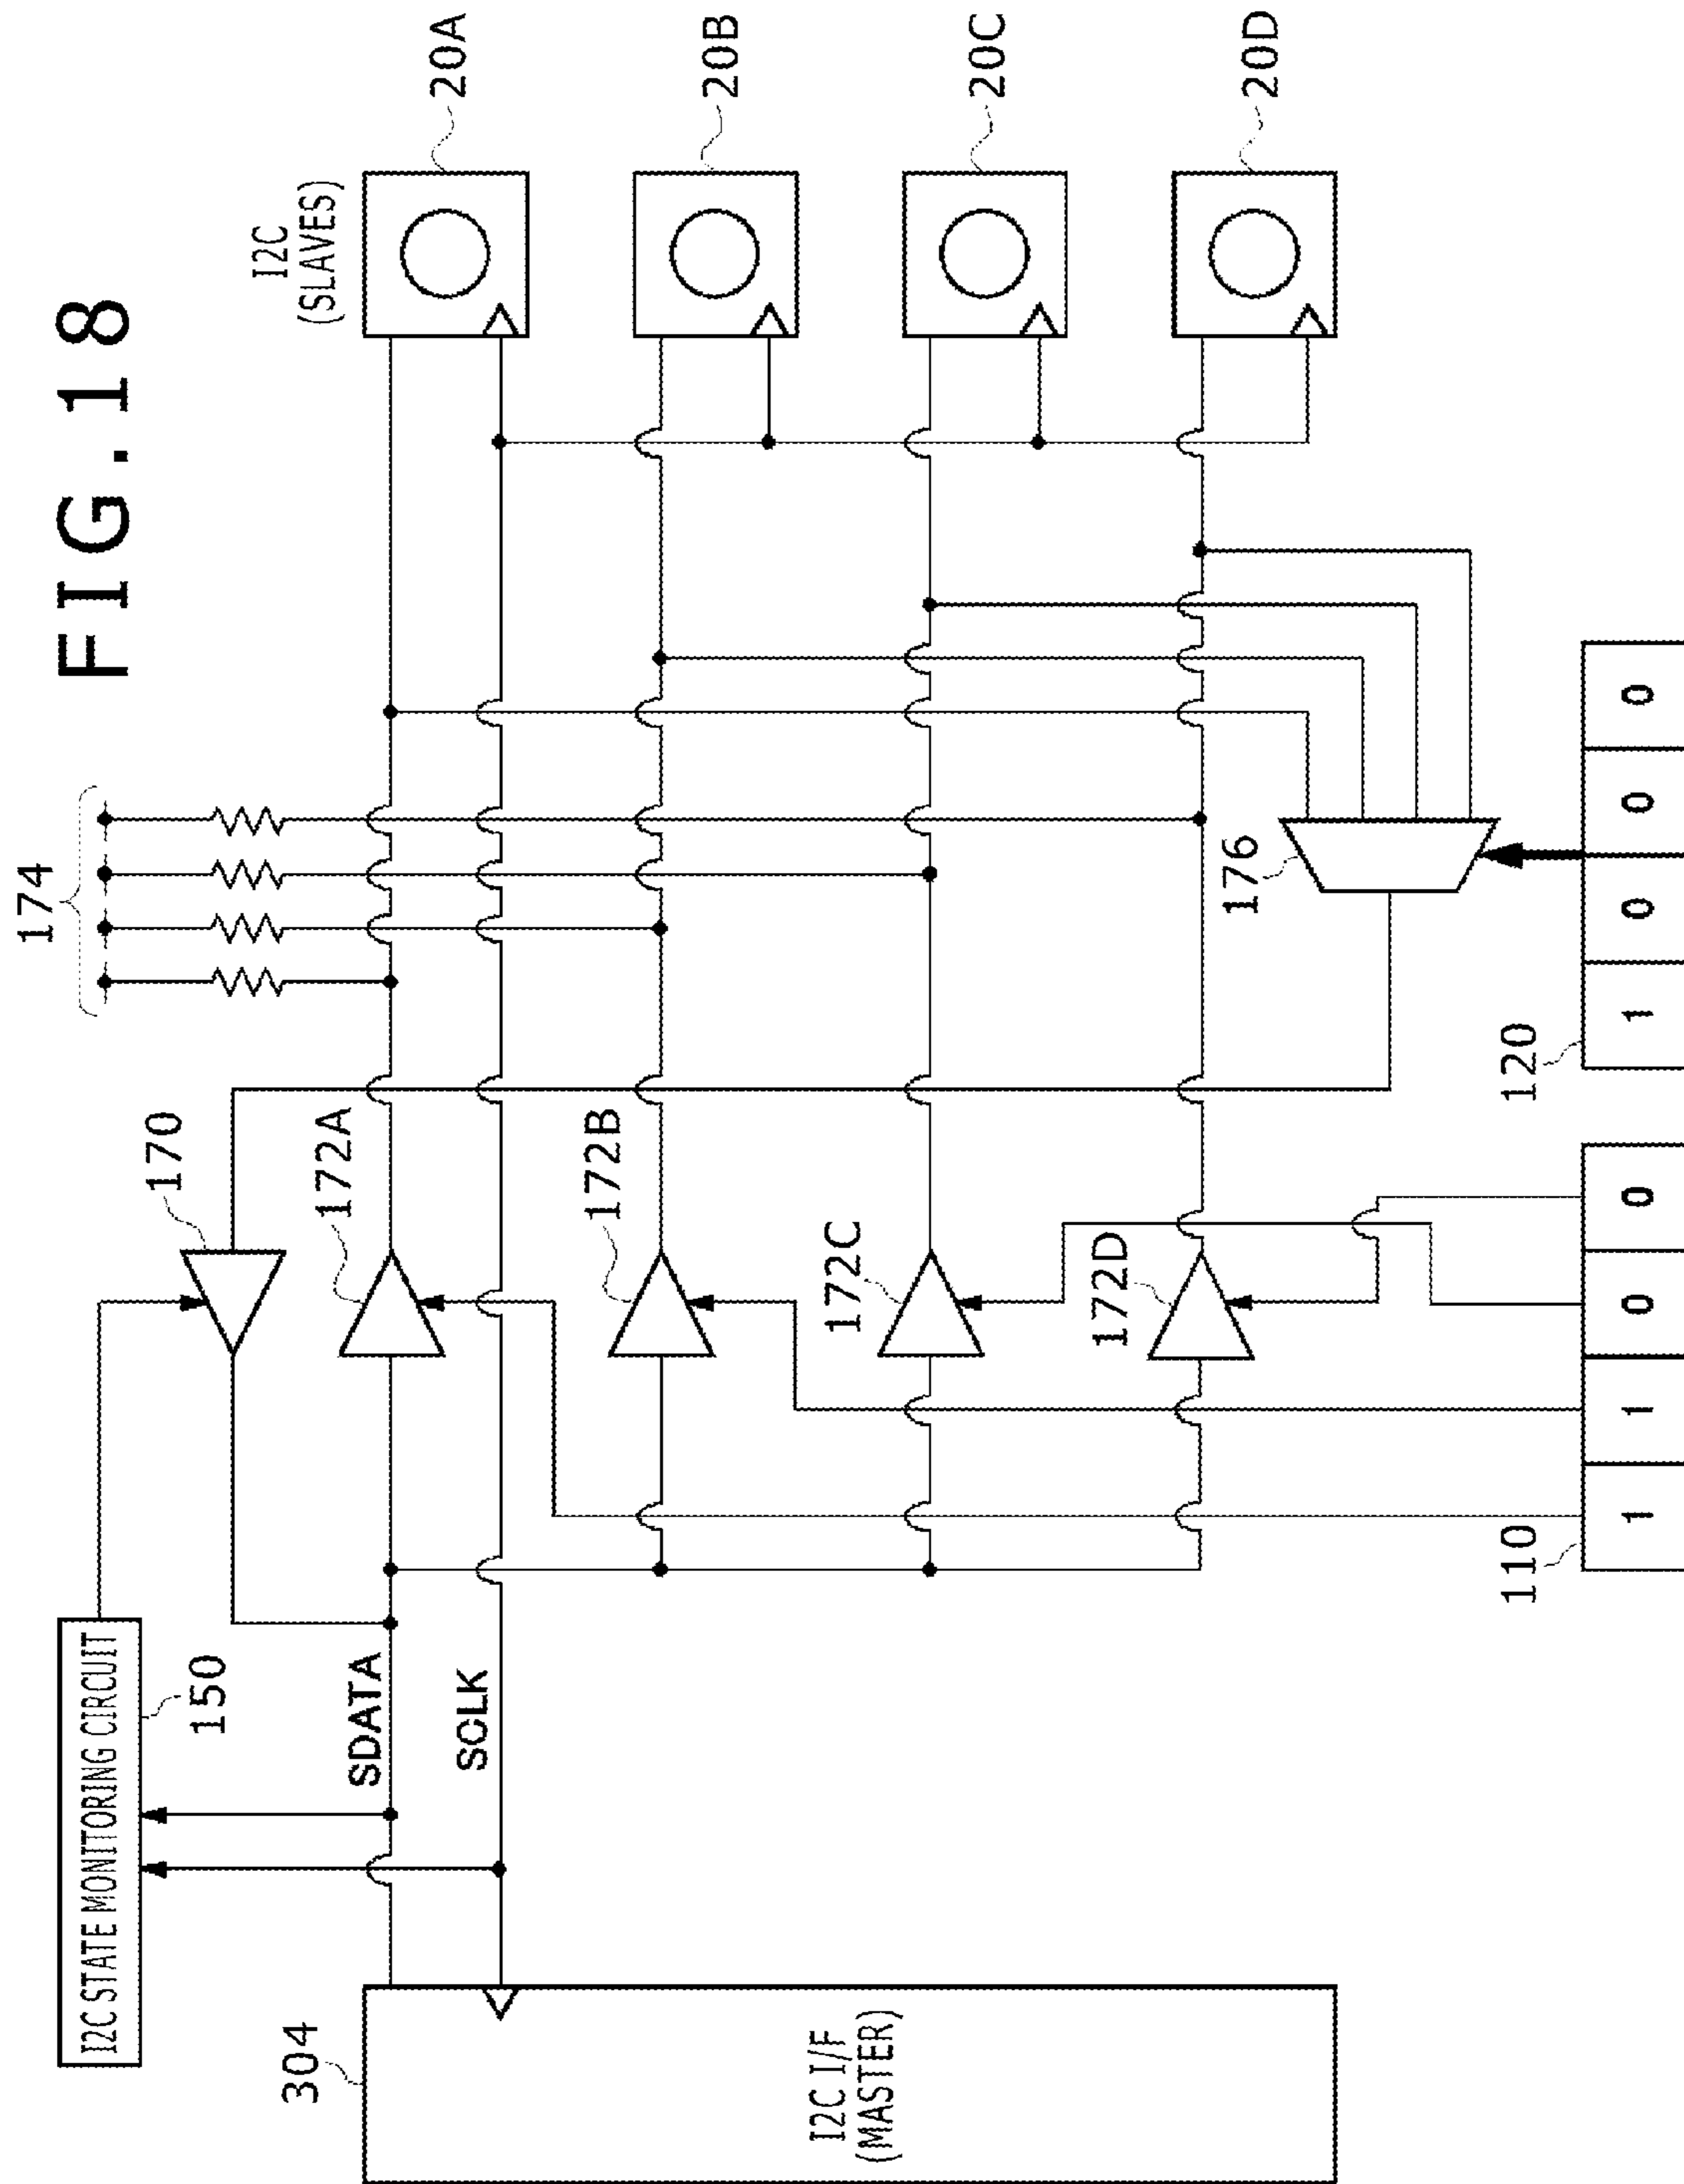 FIG.18
174
I2C
(SLAVES)
20A
20B
20C
20D
I2C STATE MONITORING CIRCUIT
150
170
172A
172B
172C
172D
SDATA
SCLK
304
I2C I/F
(MASTER)
176
110
1 1 0 0
120
1 0 0 0